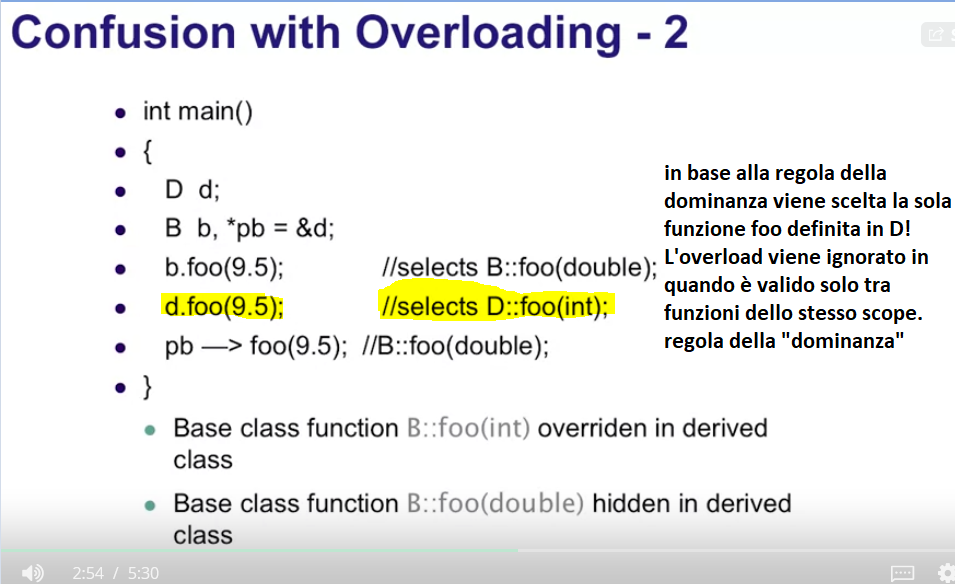 Confusion with Overloading - 2
int main()
{
D d;
B b, *pb = &d;
b.foo(9.5); //selects B::foo(double);
d.foo(9.5); //selects D::foo(int);
pb —> foo(9.5); //B::foo(double);
}
in base alla regola della
dominanza viene scelta la sola
funzione foo definita in D!
L'overload viene ignorato in
quando è valido solo tra
funzioni dello stesso scope.
regola della "dominanza"
Base class function B::foo(int) overriden in derived
class
Base class function B::foo(double) hidden in derived
class
2:54 / 5:30